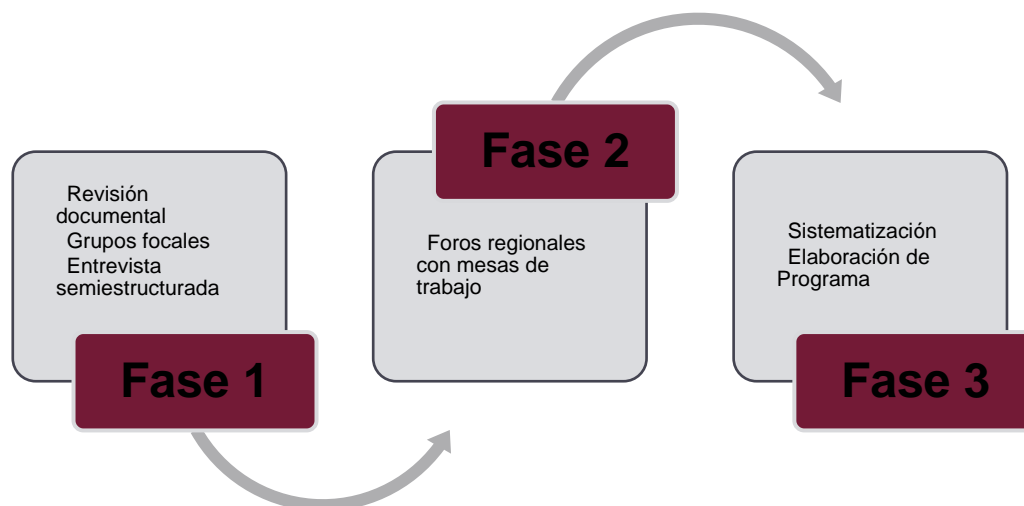 Revisión
documental
Grupos focales
Entrevista
semiestructurada
Fase 1
Fase 2
Foros regionales
con mesas de
trabajo
Sistematización
Elaboración de
Programa
Fase 3